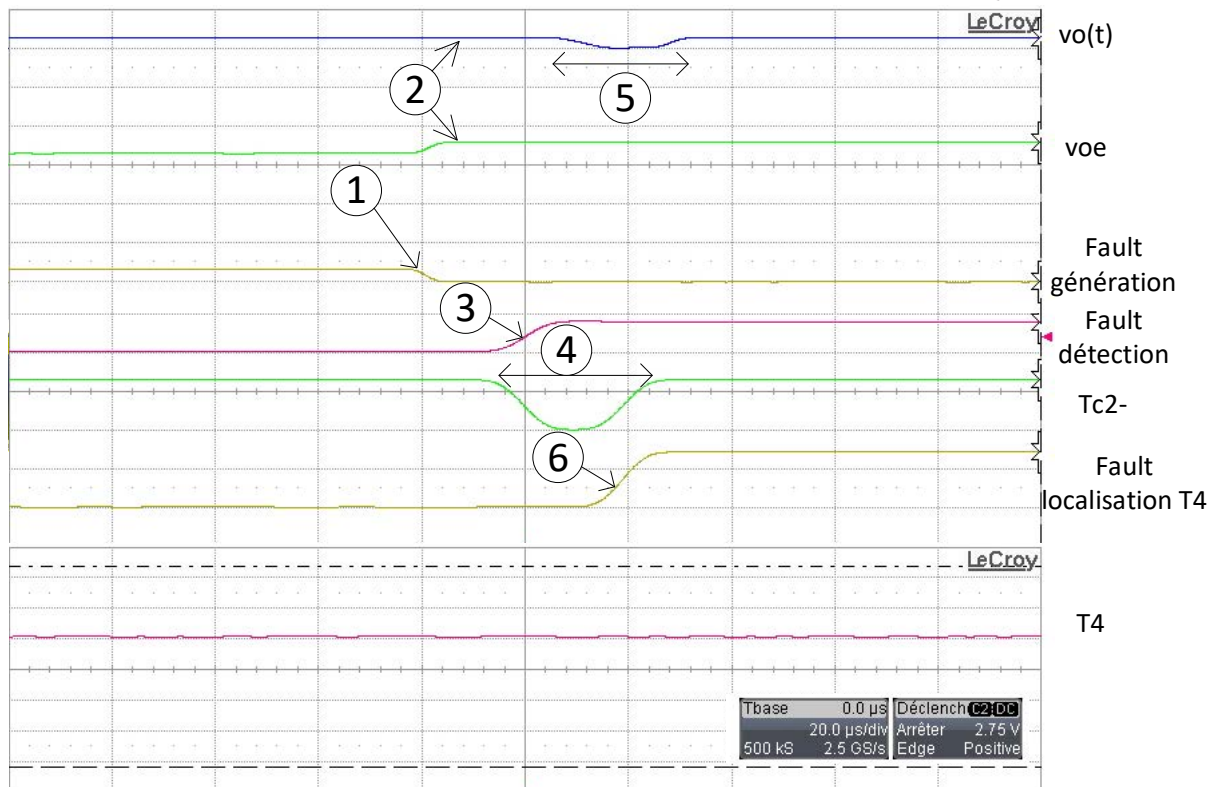 LeCroy
vo(t)
2
5
voe
1
Fault
génération
3
Fault
détection
4
Tc2-
6
Fault
localisation T4
LeCroy
T4
Tbase 0.0 µs
20.0 µs/div
500 kS 2.5 GS/s
Déclench C2 DC
Arrêter 2.75 V
Edge Positive